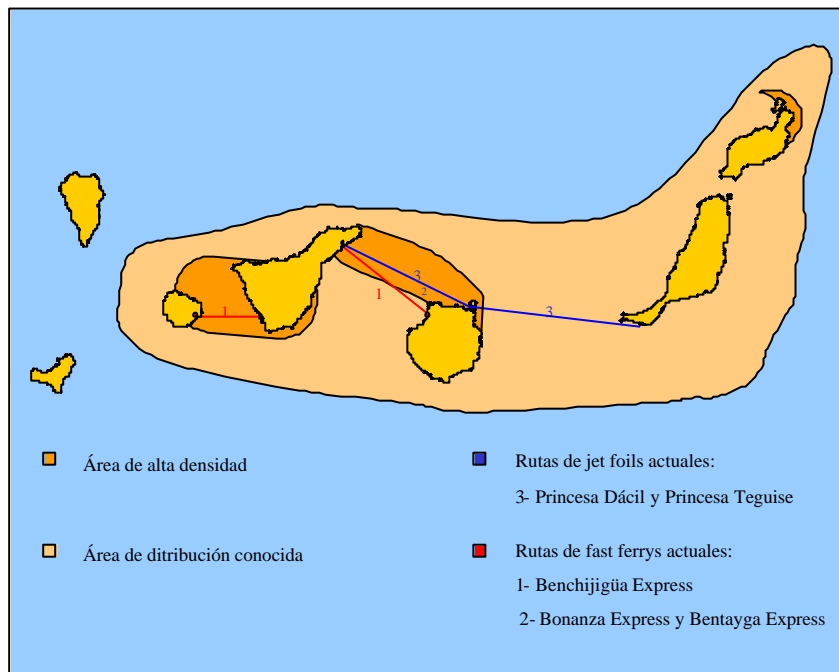 3
2
1
1
3
Área de alta densidad
Área de ditribución conocida
Rutas de jet foils actuales:
3- Princesa Dácil y Princesa Teguise
Rutas de fast ferrys actuales:
1- Benchijigüa Express
2- Bonanza Express y Bentayga Express